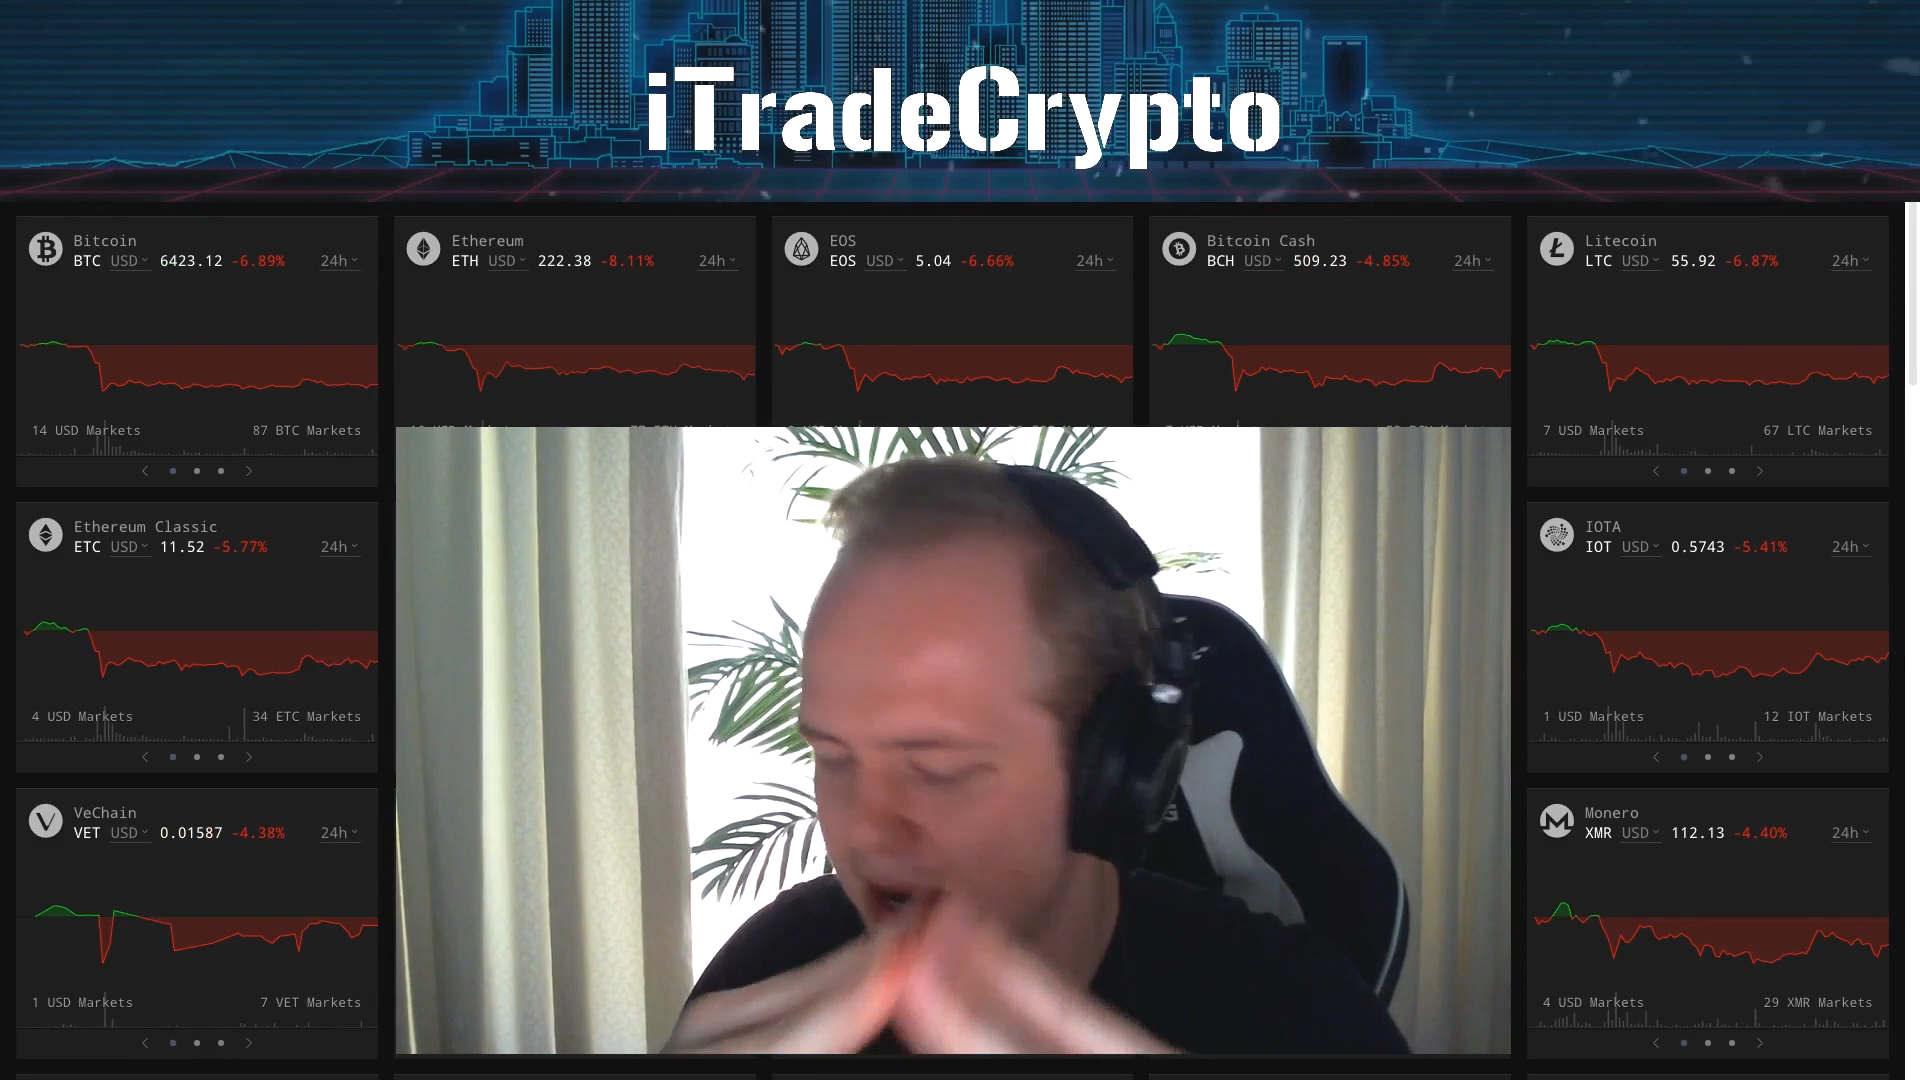 iTradeCrypto
Bitcoin
BTC USD 6423.12 -6.89% 24h
14 USD Markets 87 BTC Markets
Ethereum
ETH USD 222.38 -8.11% 24h
EOS
EOS USD 5.04 -6.66% 24h
Bitcoin Cash
BCH USD 509.23 -4.85% 24h
Litecoin
LTC USD 55.92 -6.87% 24h
7 USD Markets 67 LTC Markets
Ethereum Classic
ETC USD 11.52 -5.77% 24h
4 USD Markets 34 ETC Markets
IOTA
IOT USD 0.5743 -5.41% 24h
1 USD Markets 12 IOT Markets
VeChain
VET USD 0.01587 -4.38% 24h
1 USD Markets 7 VET Markets
Monero
XMR USD 112.13 -4.40% 24h
4 USD Markets 29 XMR Markets